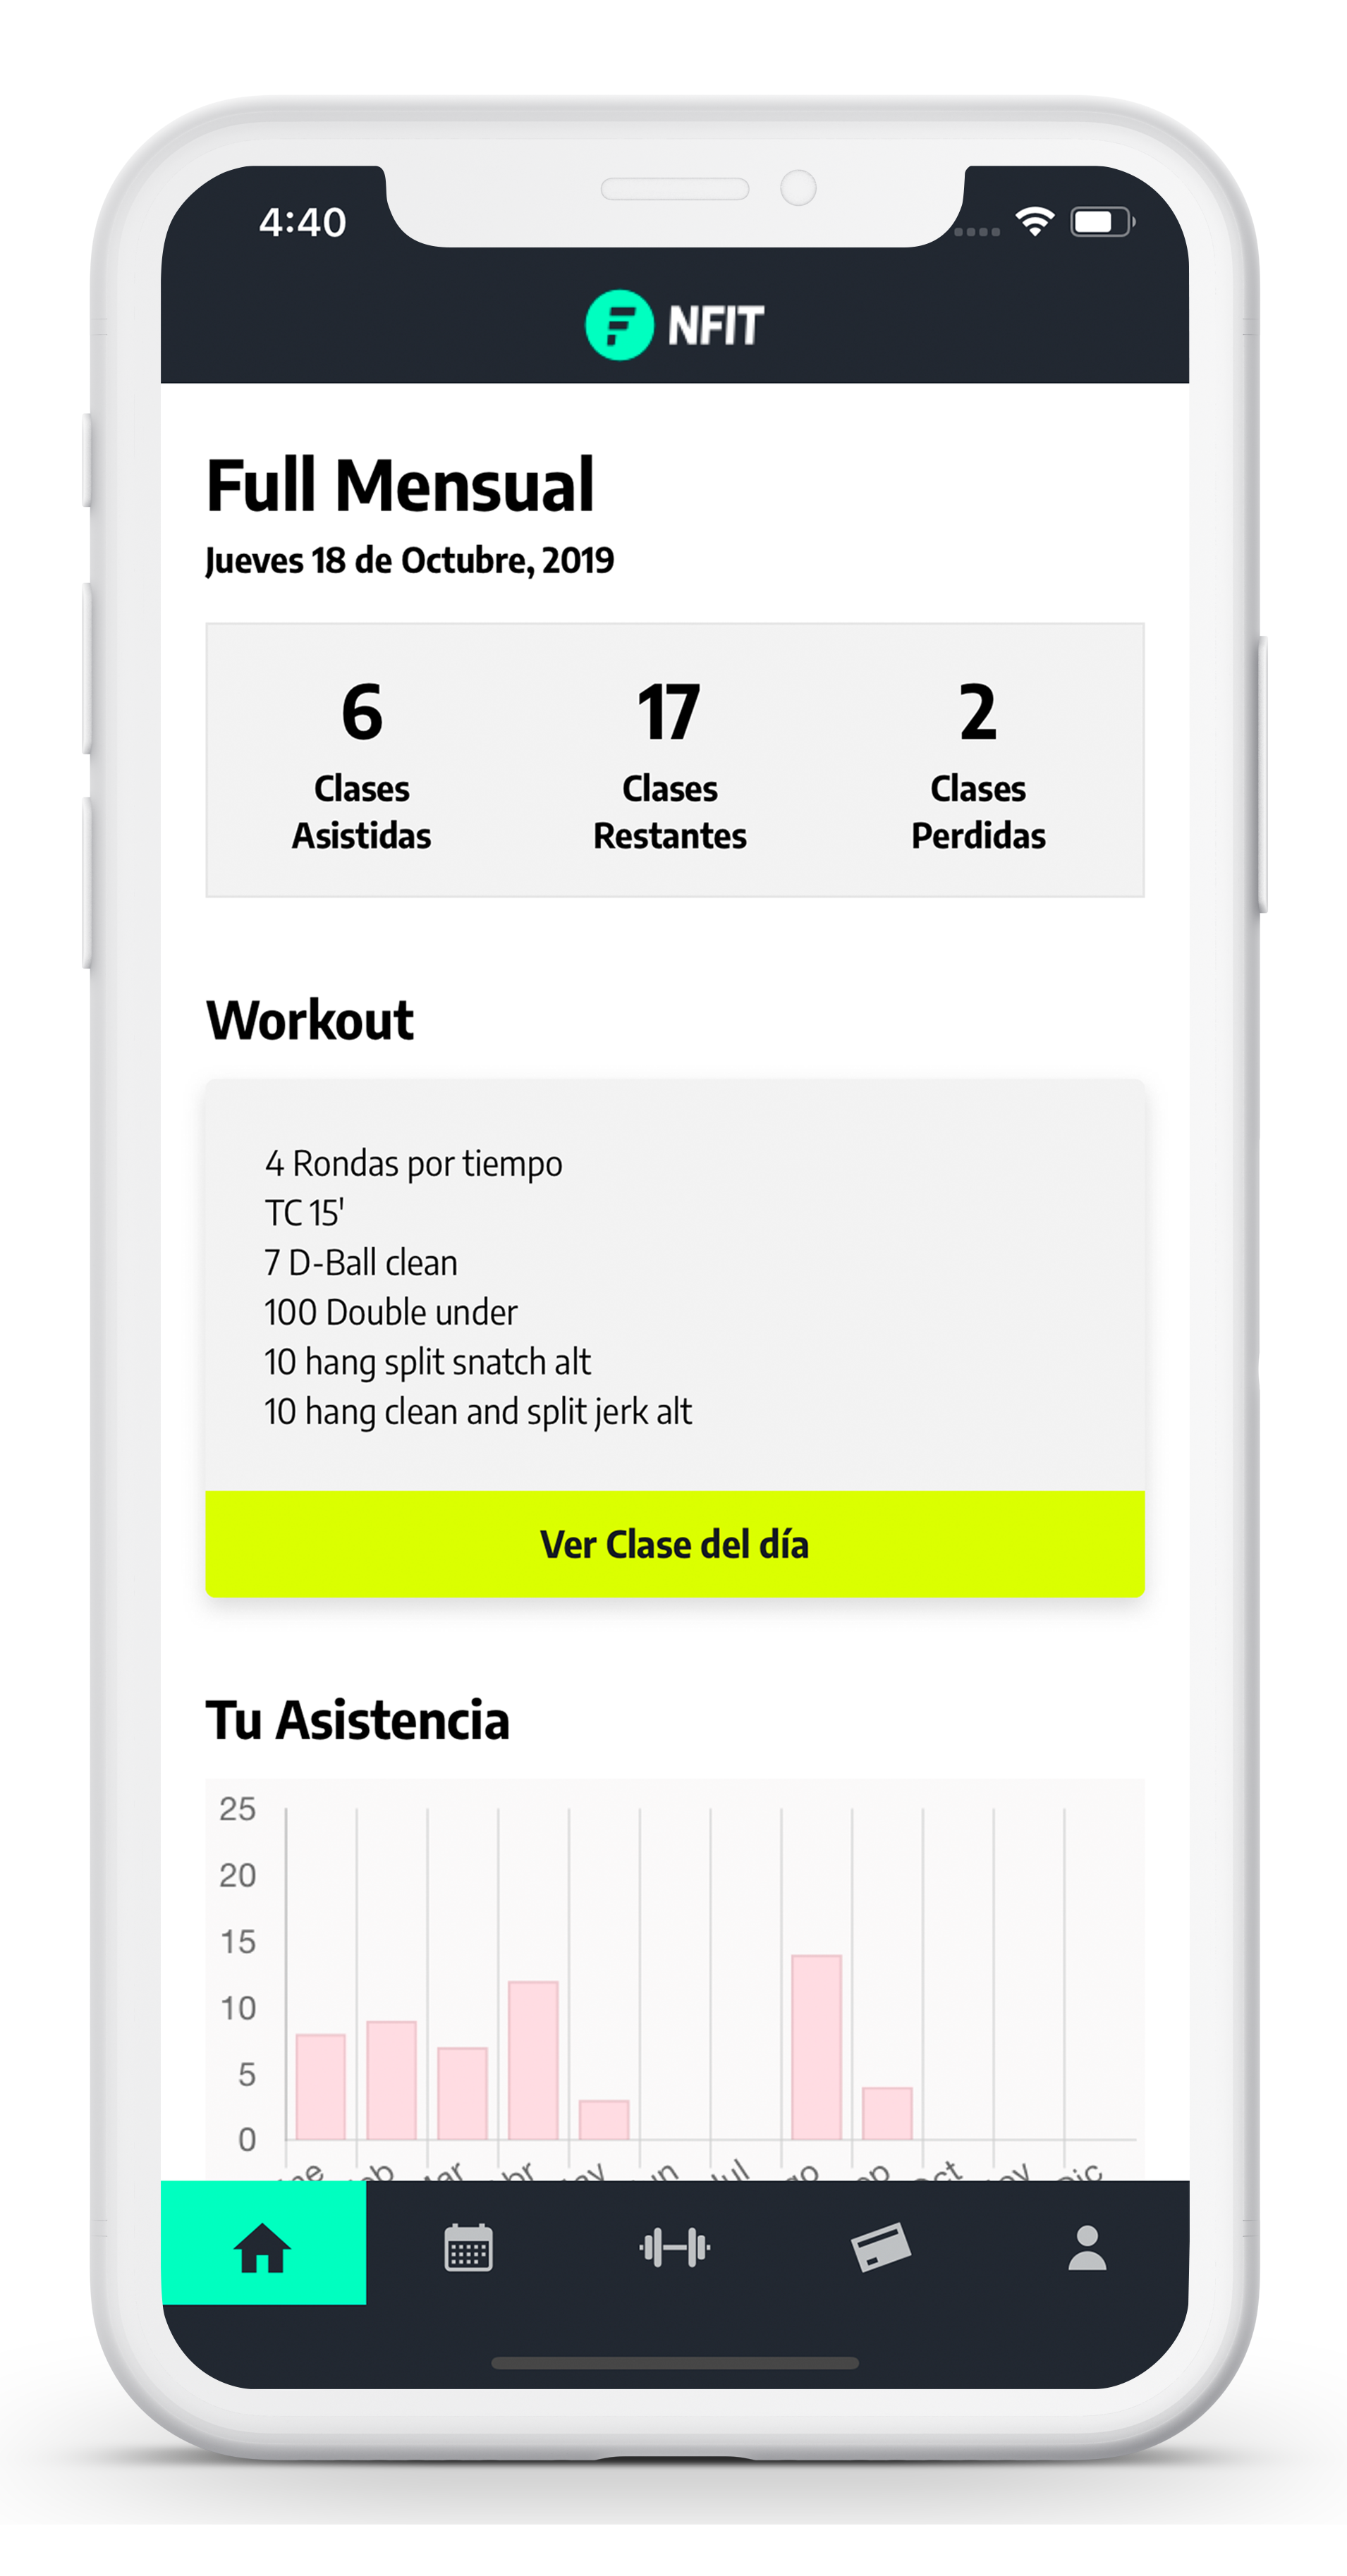 4:40
NFIT
Full Mensual
Jueves 18 de Octubre, 2019
6 17 2
Clases Clases Clases
Asistidas Restantes Perdidas
Workout
4 Rondas por tiempo
TC 15'
7 D-Ball clean
100 Double under
10 hang split snatch alt
10 hang clean and split jerk alt
Ver Clase del día
Tu Asistencia
25
20
15
10
5
0